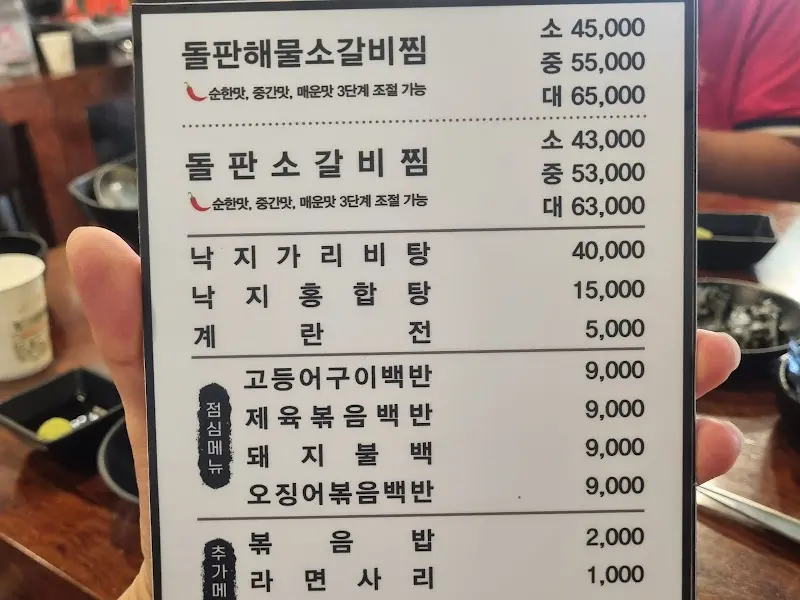 돌판해물소갈비찜 소 45,000
🌶순한맛, 중간맛, 매운맛 3단계 조절 가능 중 55,000
대 65,000
돌판소갈비찜 소 43,000
🌶순한맛, 중간맛, 매운맛 3단계 조절 가능 중 53,000
대 63,000
낙지가리비탕 40,000
낙지홍합탕 15,000
계란전 5,000
점심메뉴
고등어구이백반 9,000
제육볶음백반 9,000
돼지불백 9,000
오징어볶음백반 9,000
추가메
볶음밥 2,000
라면사리 1,000